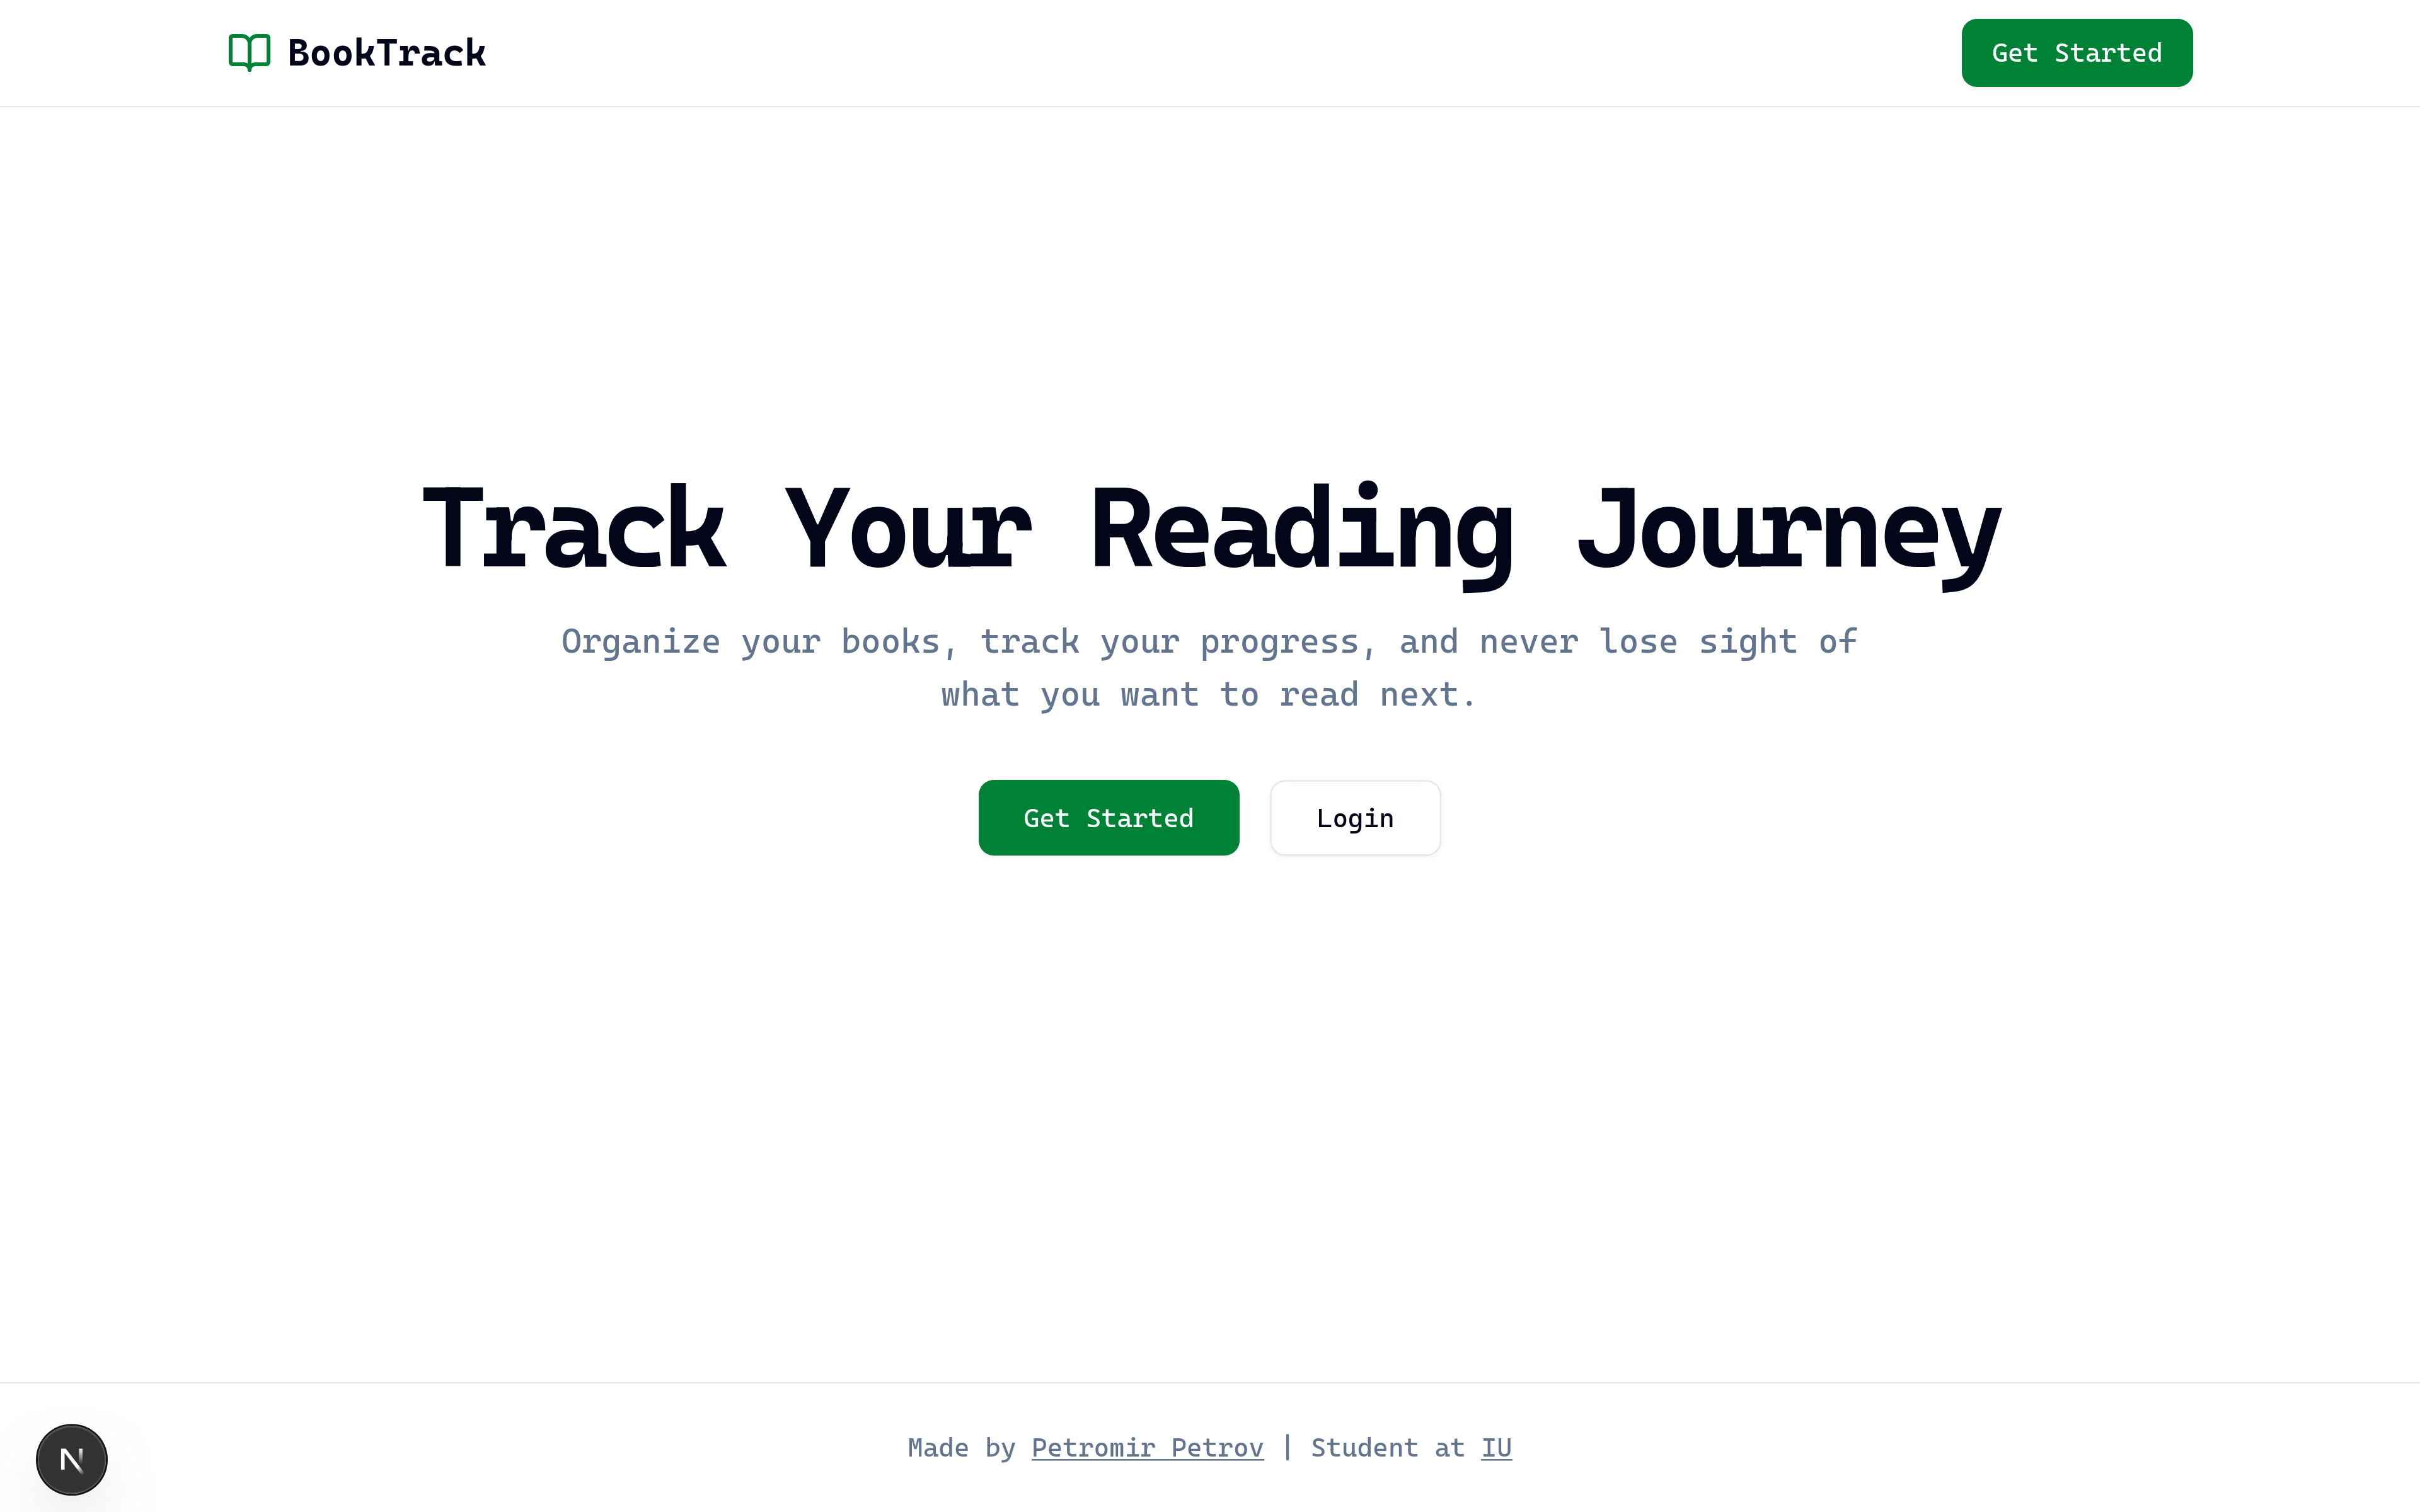 BookTrack
Get Started
Track Your Reading Journey
Organize your books, track your progress, and never lose sight of
what you want to read next.
Get Started
Login
N
Made by Petromir Petrov | Student at IU